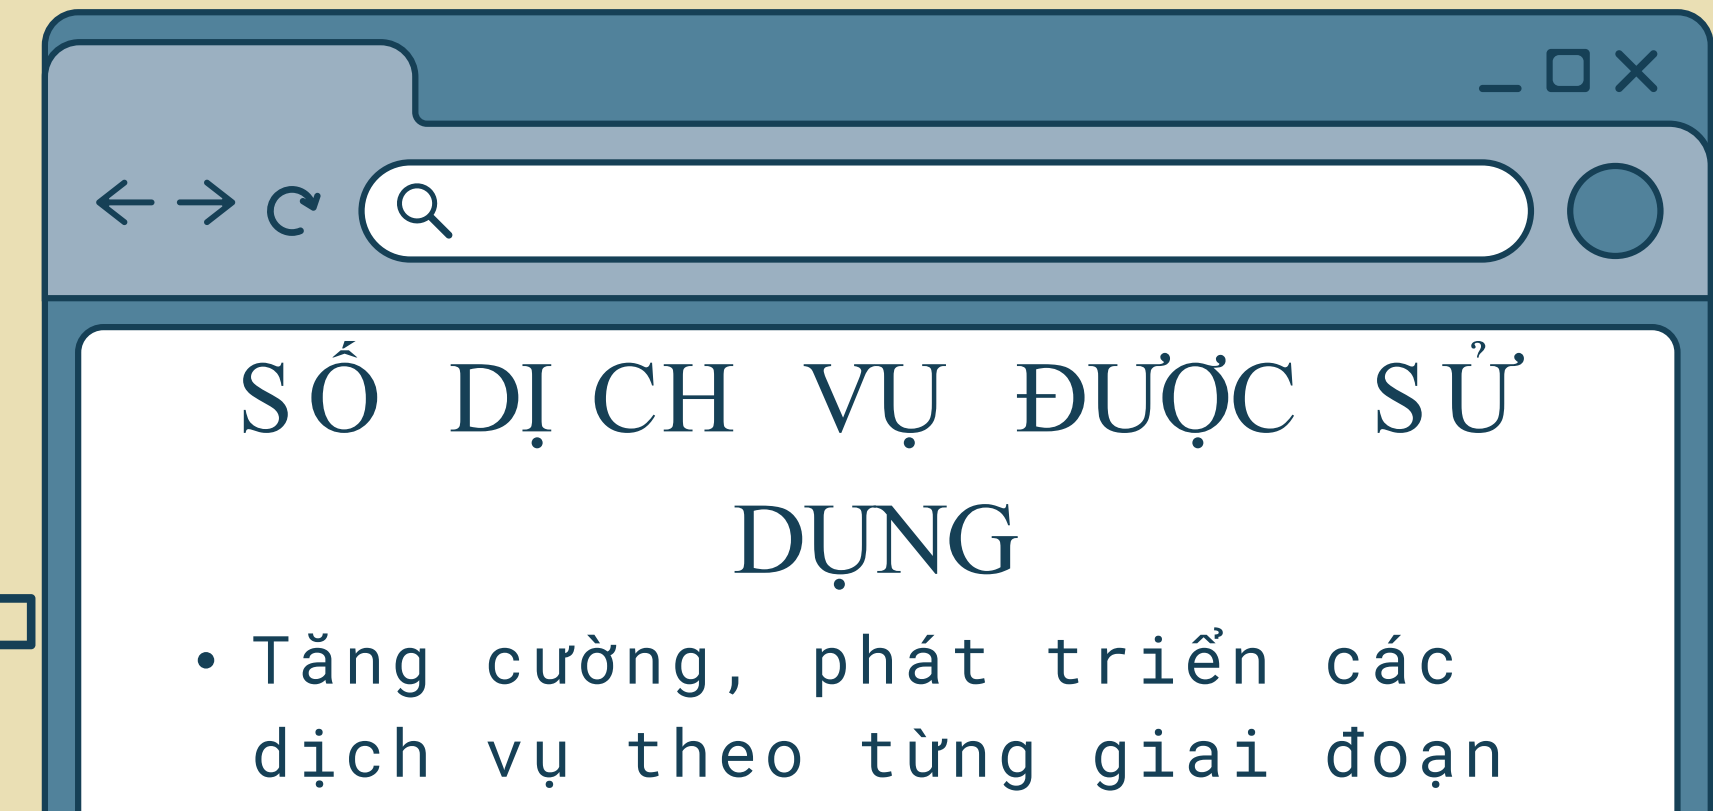 SỐ DỊCH VỤ ĐƯỢC SỬ
DỤNG
• Tăng cường, phát triển các
dịch vụ theo từng giai đoạn